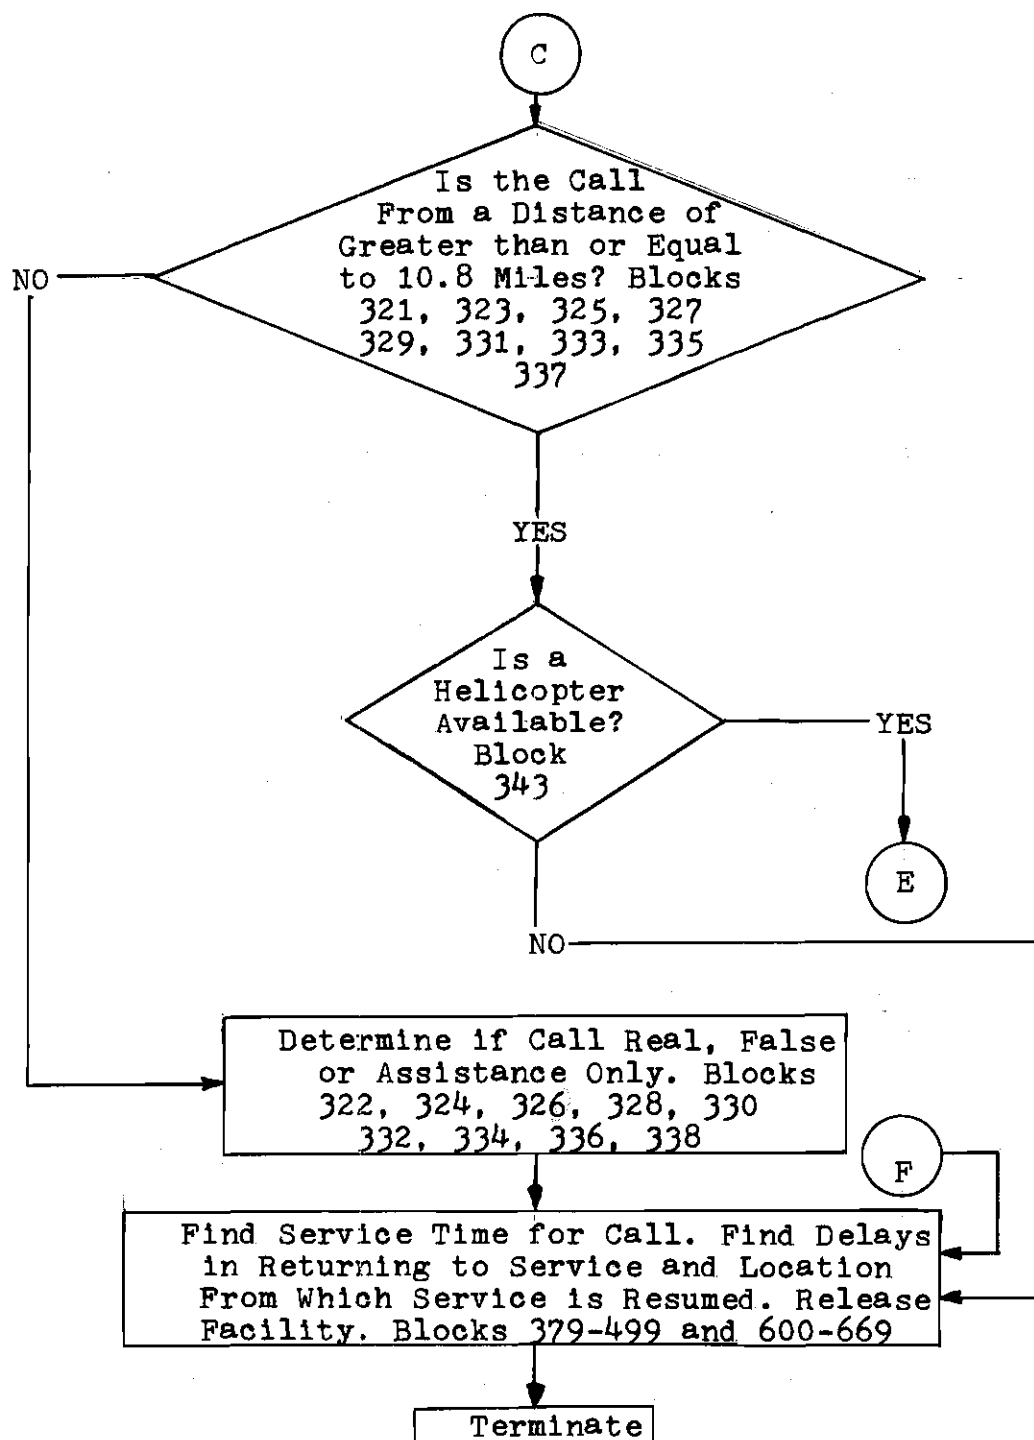 C
Is the Call
From a Distance of
Greater than or Equal
to 10.8 Miles? Blocks
321, 323, 325, 327
329, 331, 333, 335
337
NO
YES
Is a
Helicopter
Available?
Block
343
YES
E
NO
Determine if Call Real, False
or Assistance Only. Blocks
322, 324, 326, 328, 330
332, 334, 336, 338
F
Find Service Time for Call. Find Delays
in Returning to Service and Location
From Which Service is Resumed. Release
Facility. Blocks 379-499 and 600-669
Terminate